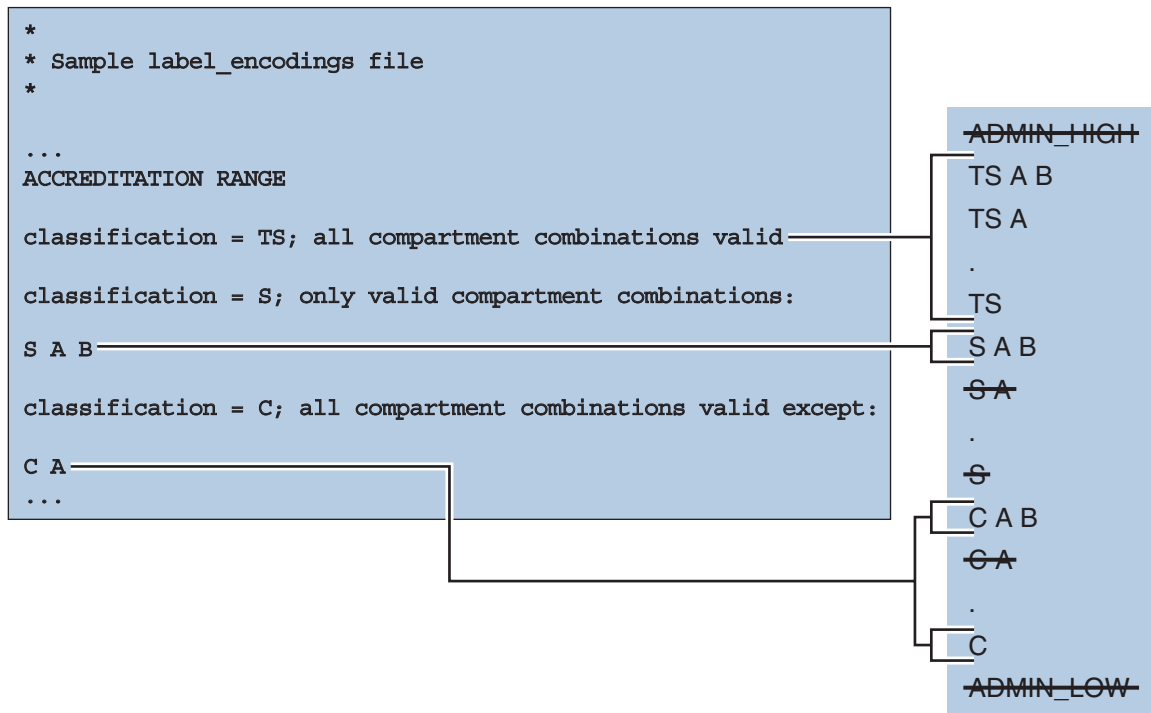 *
* Sample label_encodings file
*
...
ACCREDITATION RANGE
classification = TS; all compartment combinations valid
classification = S; only valid compartment combinations:
S A B
classification = C; all compartment combinations valid except:
C A
...
ADMIN_HIGH
TS A B
TS A
.
TS
S A B
S A
.
S
C A B
C A
.
C
ADMIN_LOW